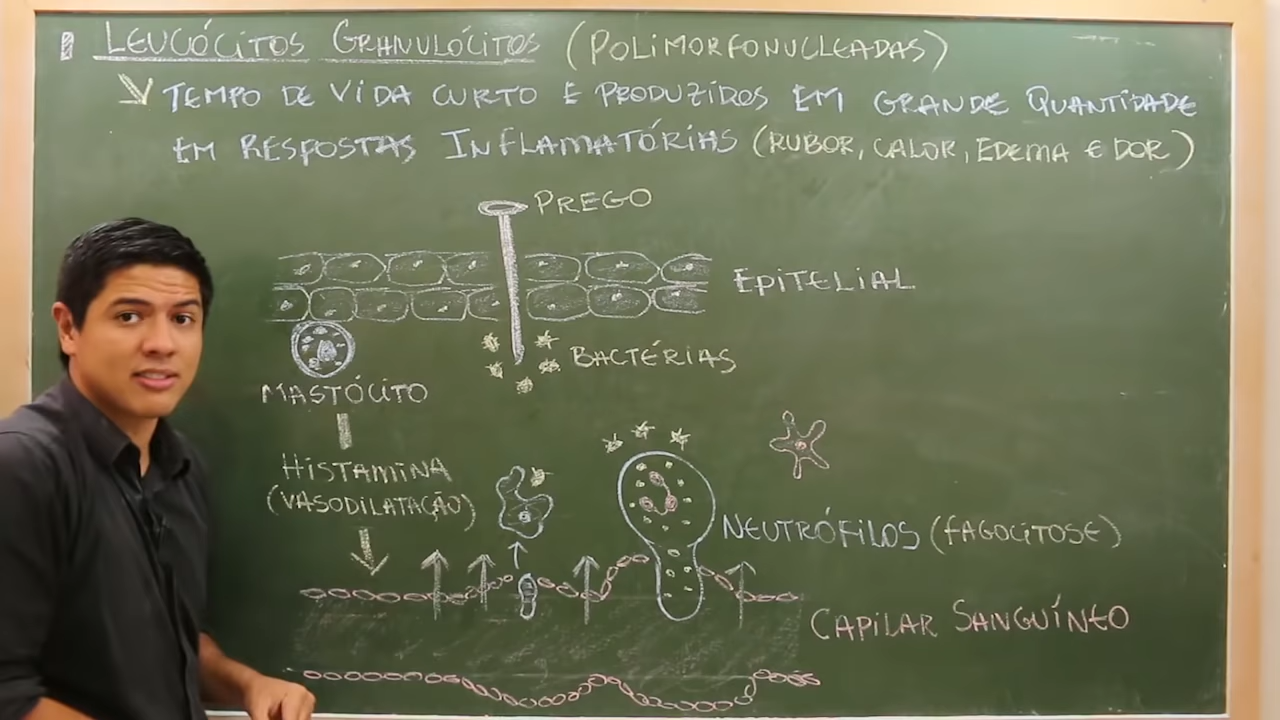 LEUCÓCITOS GRANULÓCITOS (POLIMORFONUCLEADAS)
TEMPO DE VIDA CURTO E PRODUZIDOS EM GRANDE QUANTIDADE
EM RESPOSTAS INFLAMATÓRIAS (RUBOR, CALOR, EDEMA E DOR)
PREGO
EPITELIAL
BACTÉRIAS
MASTÓCITO
HISTAMINA
(VASODILATAÇÃO)
NEUTRÓFILOS (FAGOCITOSE)
CAPILAR SANGUÍNEO